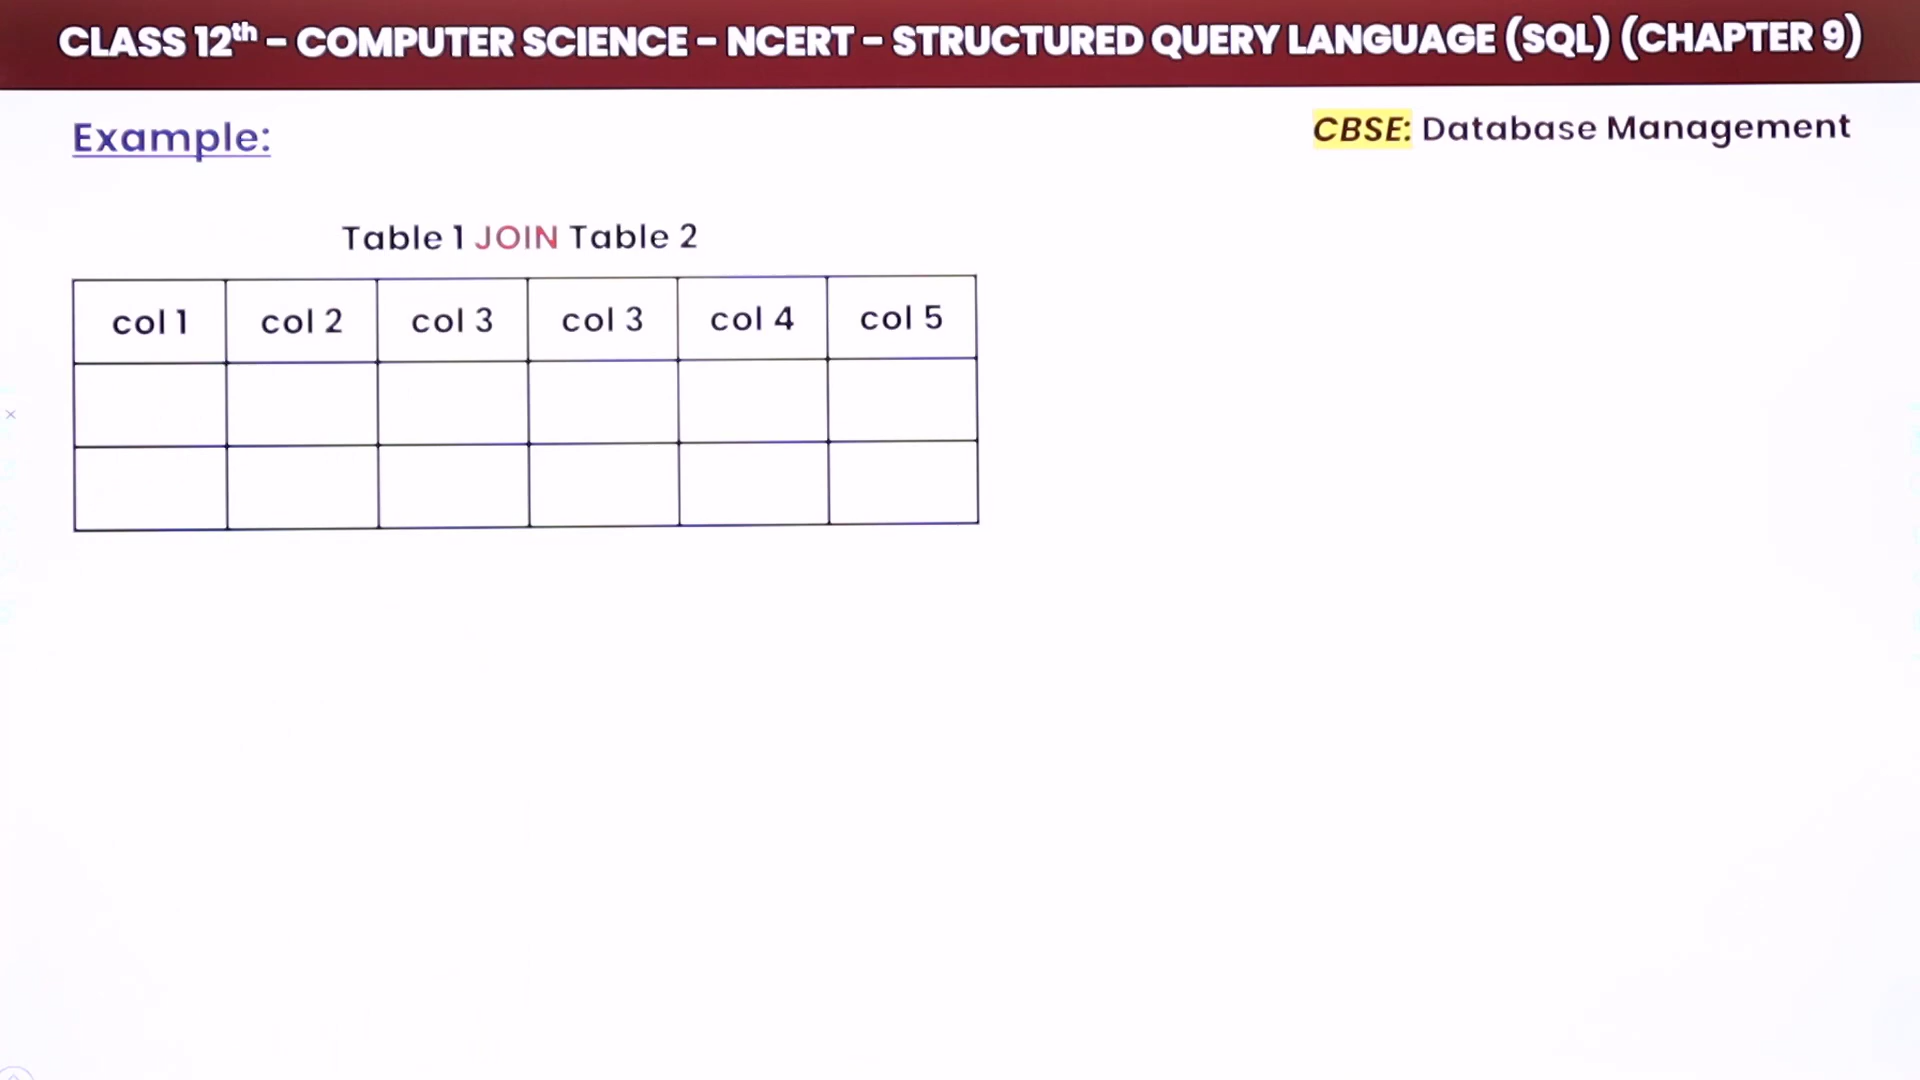 CLASS 12th - COMPUTER SCIENCE - NCERT - STRUCTURED QUERY LANGUAGE (SQL) (CHAPTER 9)
Example:
CBSE: Database Management
Table 1 JOIN Table 2
col 1 col 2 col 3 col 3 col 4 col 5